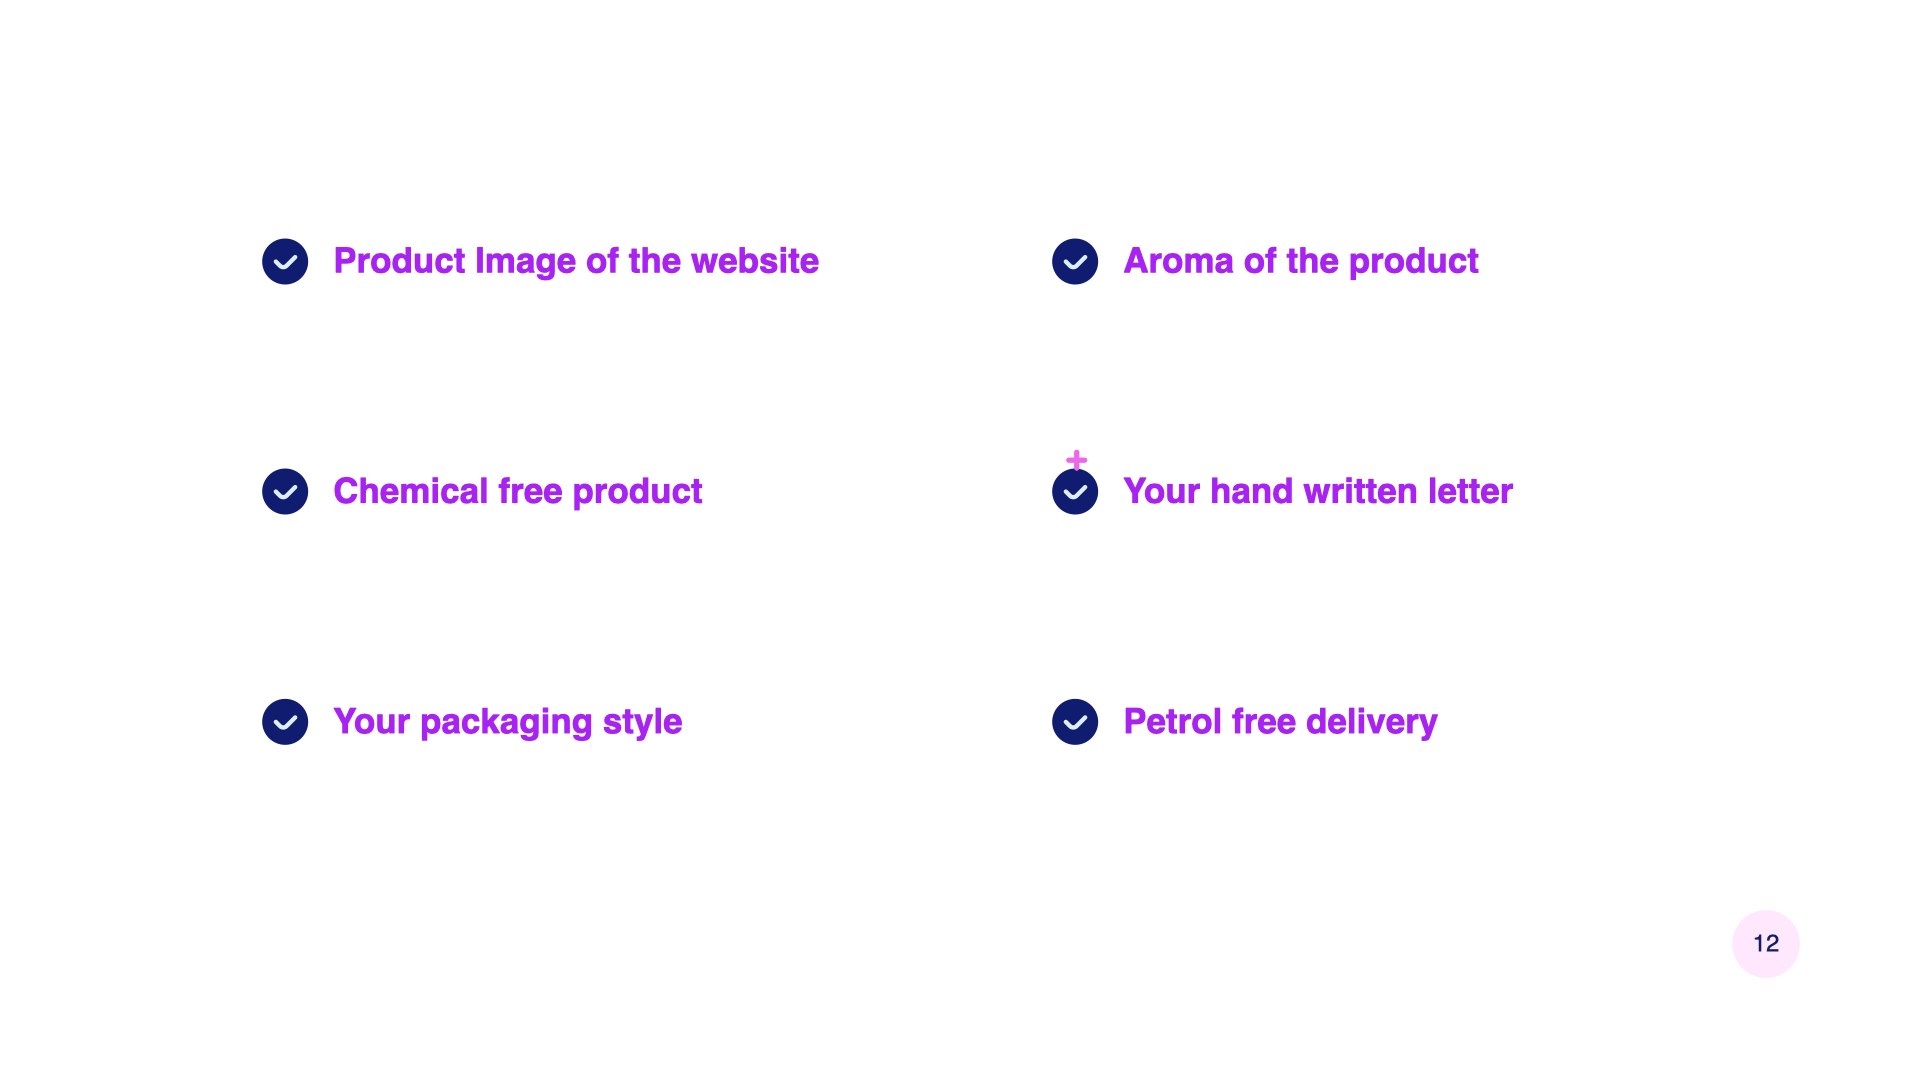 Product Image of the website
Aroma of the product
Chemical free product
Your hand written letter
Your packaging style
Petrol free delivery
12